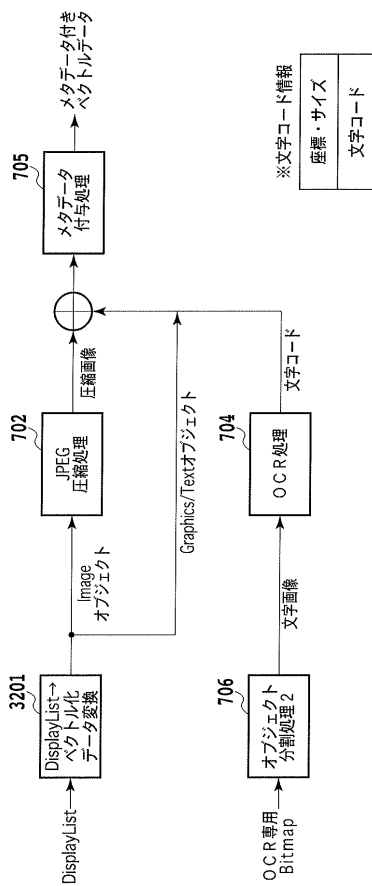 DisplayList
3201
DisplayList→
ベクトル化
データ変換
Image
オブジェクト
702
JPEG
圧縮処理
圧縮画像
705
メタデータ
付与処理
メタデータ付き
ベクトルデータ
Graphics/Textオブジェクト
OCR専用
Bitmap
706
オブジェクト
分割処理2
文字画像
704
OCR処理
文字コード
※文字コード情報
座標・サイズ
文字コード